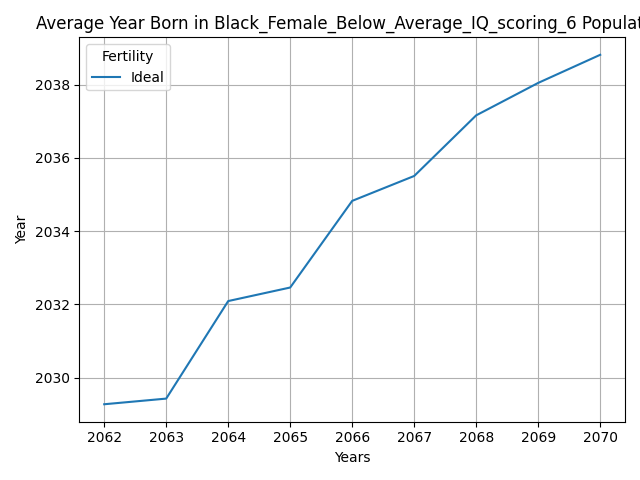 Average Year Born in Black_Female_Below_Average_IQ_scoring_6 Populat
Fertility
Ideal
2038
2036
2034
2032
2030
Year
2062 2063 2064 2065 2066 2067 2068 2069 2070
Years